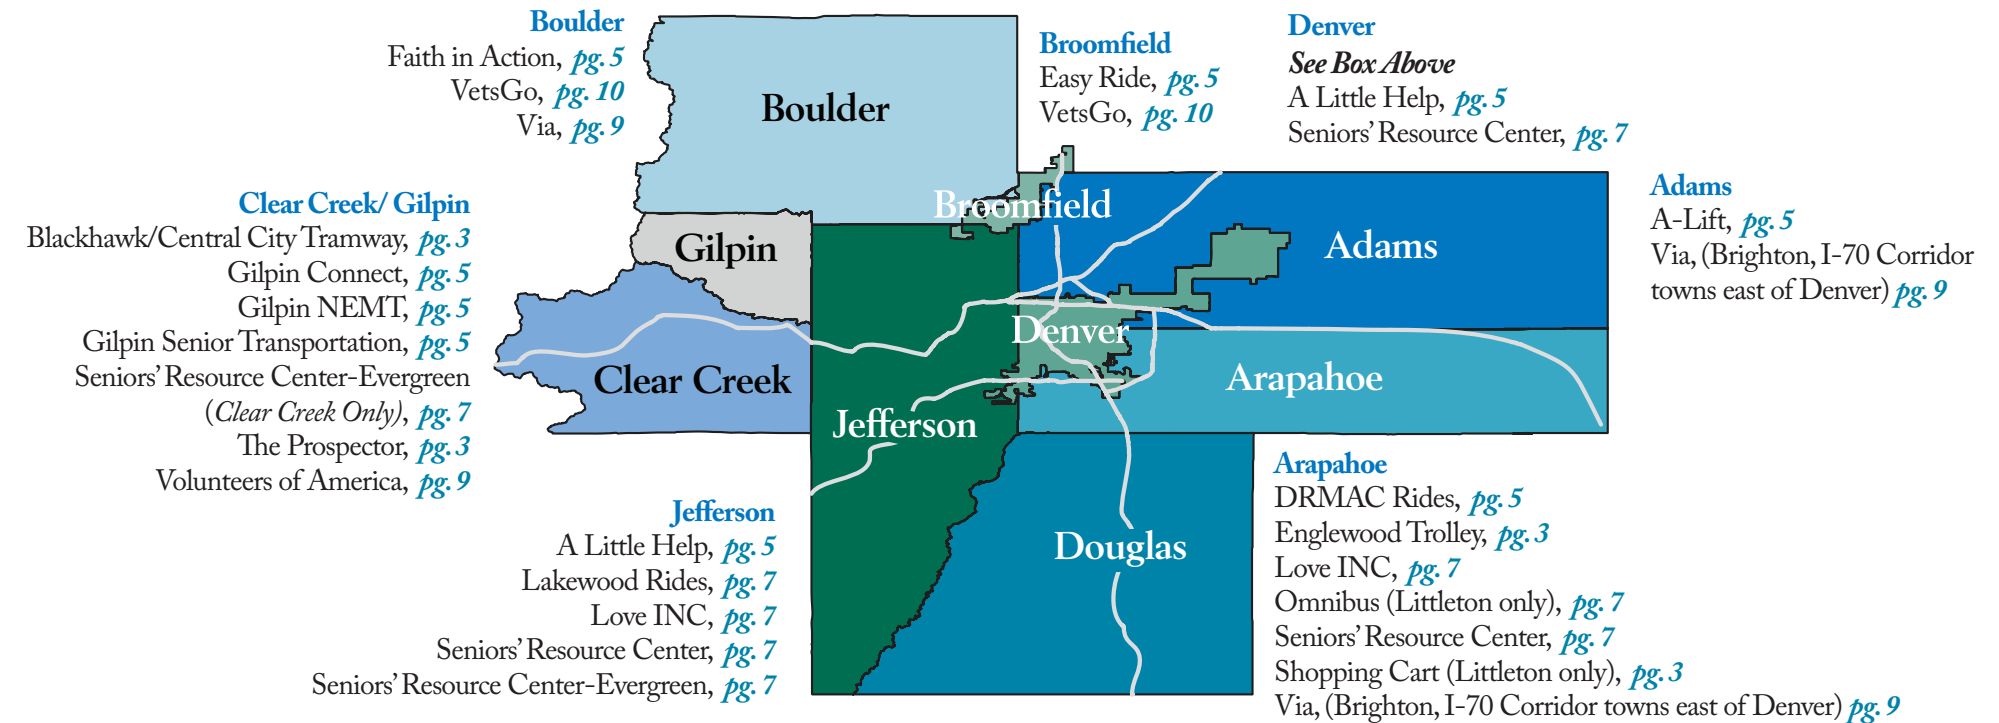 Boulder
Faith in Action, pg. 5
VetsGo, pg. 10
Via, pg. 9
Broomfield
Easy Ride, pg. 5
VetsGo, pg. 10
Denver
See Box Above
A Little Help, pg. 5
Seniors' Resource Center, pg. 7
Adams
A-Lift, pg. 5
Via, (Brighton, I-70 Corridor
towns east of Denver) pg. 9
Clear Creek/ Gilpin
Blackhawk/Central City Tramway, pg. 3
Gilpin Connect, pg. 5
Gilpin NEMT, pg. 5
Gilpin Senior Transportation, pg. 5
Seniors' Resource Center-Evergreen
(Clear Creek Only), pg. 7
The Prospector, pg. 3
Volunteers of America, pg. 9
Jefferson
A Little Help, pg. 5
Lakewood Rides, pg. 7
Love INC, pg. 7
Seniors' Resource Center, pg. 7
Seniors' Resource Center-Evergreen, pg. 7
Arapahoe
DRMAC Rides, pg. 5
Englewood Trolley, pg. 3
Love INC, pg. 7
Omnibus (Littleton only), pg. 7
Seniors' Resource Center, pg. 7
Shopping Cart (Littleton only), pg. 3
Via, (Brighton, I-70 Corridor towns east of Denver) pg. 9
Boulder
Broomfield
Gilpin
Adams
Denver
Clear Creek
Arapahoe
Jefferson
Douglas